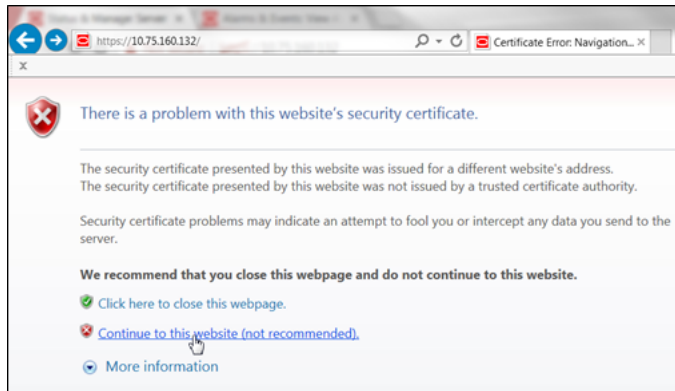 https://10.75.160.132/
Certificate Error: Navigation...
x
There is a problem with this website's security certificate.
The security certificate presented by this website was issued for a different website's address.
The security certificate presented by this website was not issued by a trusted certificate authority.
Security certificate problems may indicate an attempt to fool you or intercept any data you send to the
server.
We recommend that you close this webpage and do not continue to this website.
Click here to close this webpage.
Continue to this website (not recommended).
More information